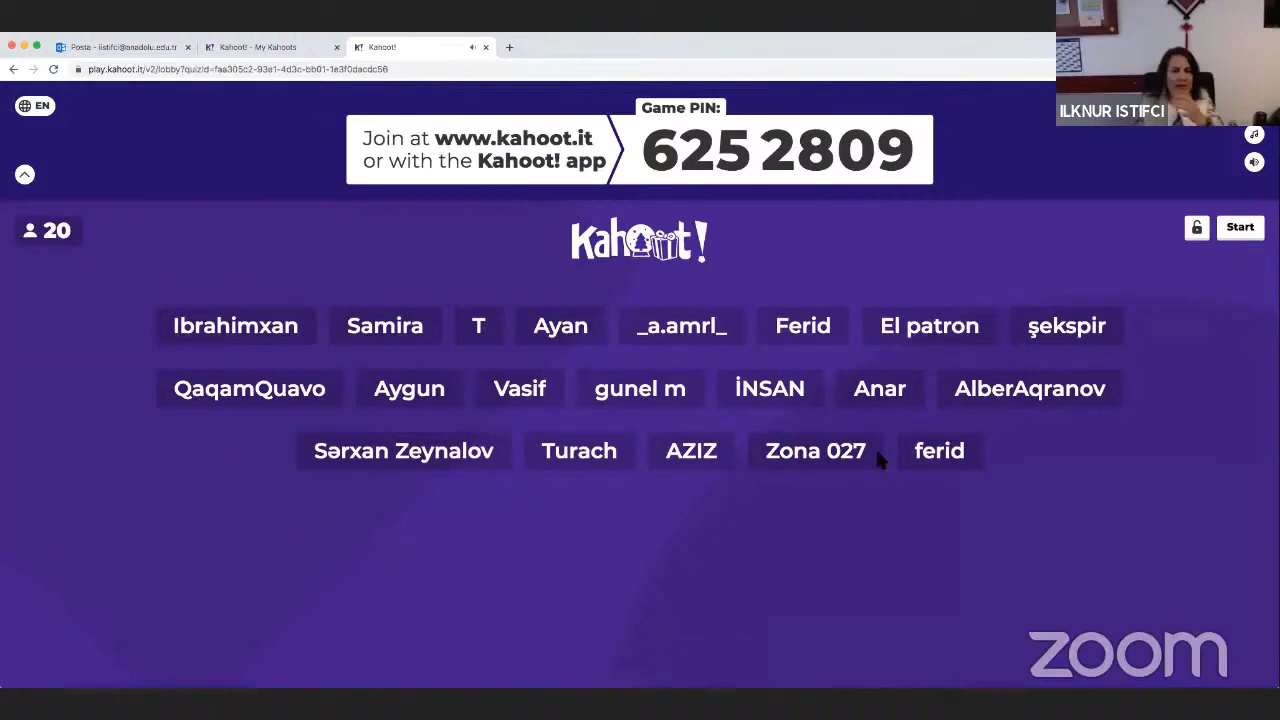 Posta - iistifci@anadolu.edu.tr
Kahoot! - My Kahoots
Kahoot!
play.kahoot.it/v2/lobby?quizId=faa305c2-93e1-4d3c-bb01-1e3f0dacdc56
ILKNUR ISTIFCI
EN
Game PIN:
Join at www.kahoot.it
or with the Kahoot! app
625 2809
20
Kahoot!
Start
Ibrahimxan Samira T Ayan _a.amrl_ Ferid El patron şekspir
QaqamQuavo Aygun Vasif gunel m İNSAN Anar AlberAqranov
Sərxan Zeynalov Turach AZIZ Zona 027 ferid
zoom